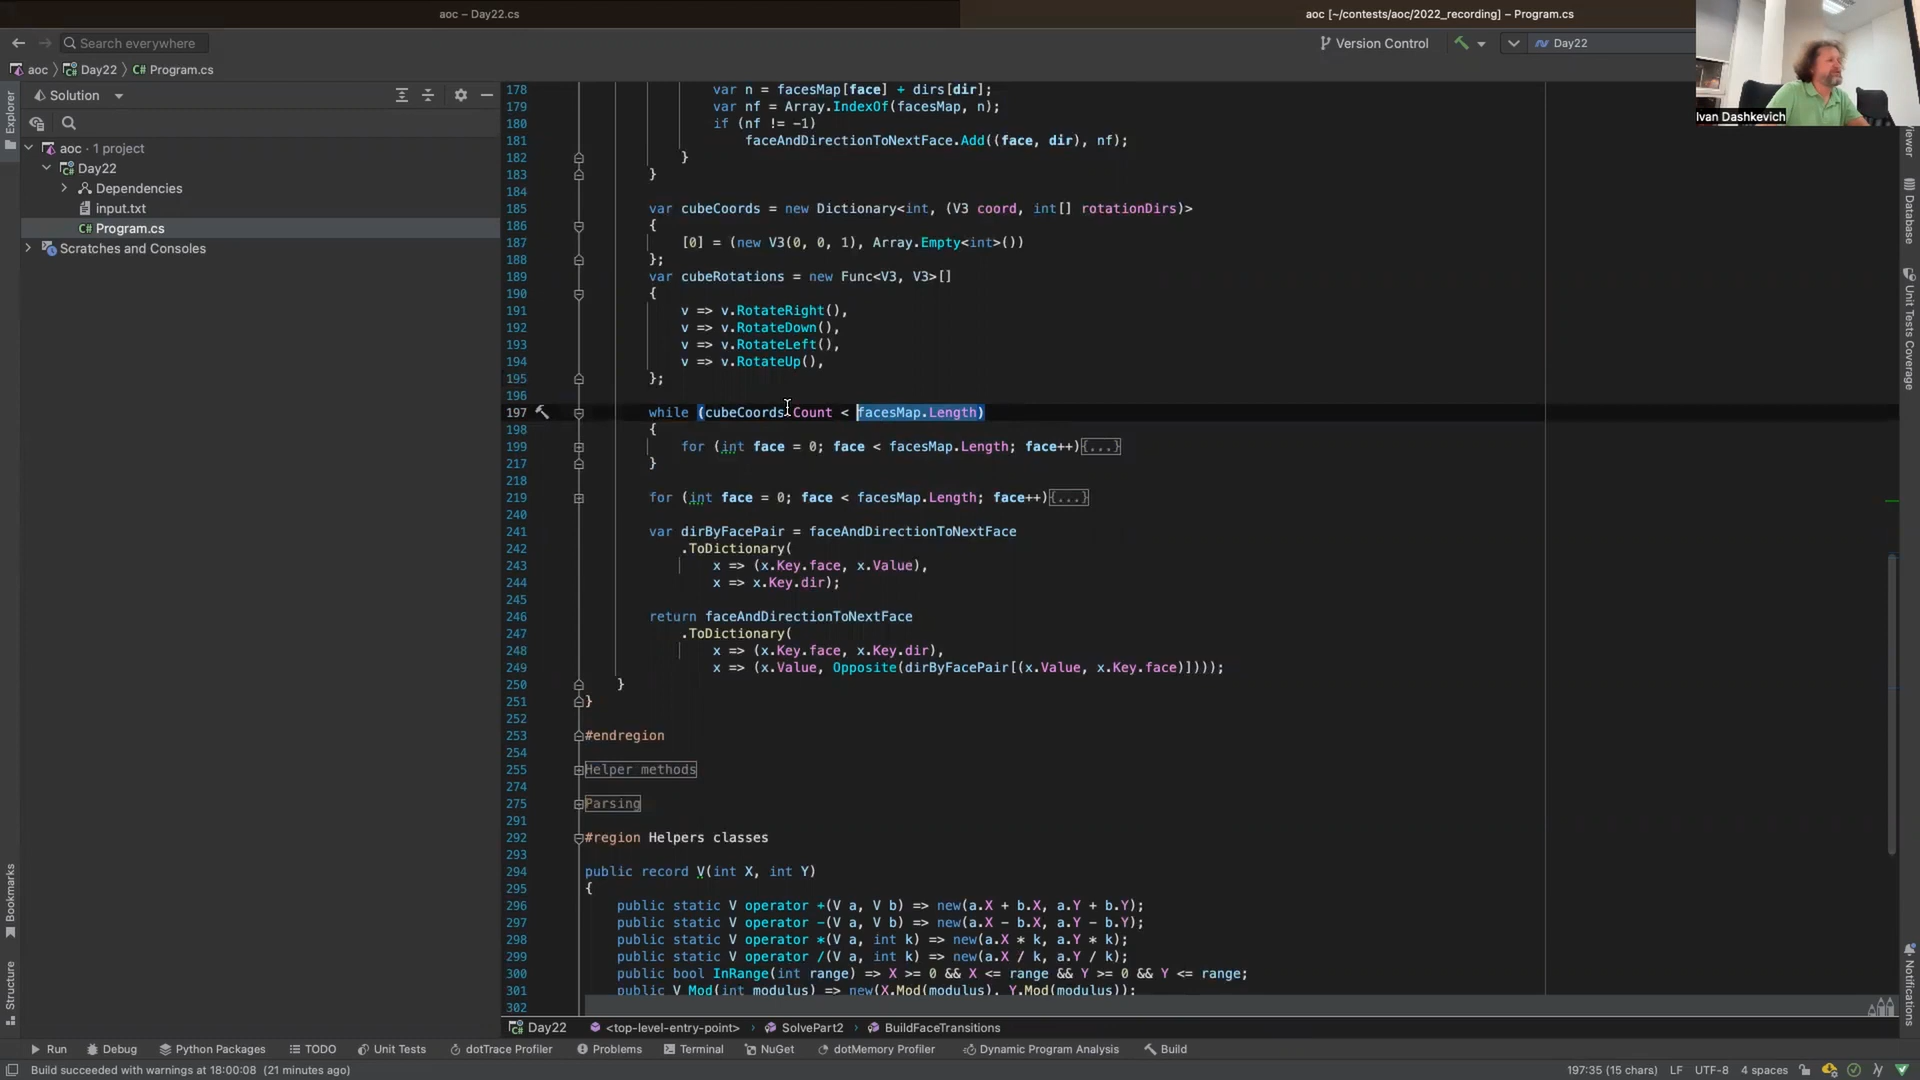 aoc – Day22.cs
aoc [~/contests/aoc/2022_recording] – Program.cs
Search everywhere
Version Control
Day22
aoc
Day22
Program.cs
Ivan Dashkevich
Explorer
Solution
aoc · 1 project
Day22
Dependencies
input.txt
C# Program.cs
Scratches and Consoles
Bookmarks
Structure
178 var n = facesMap[face] + dirs[dir];
179 var nf = Array.IndexOf(facesMap, n);
180 if (nf != -1)
181 faceAndDirectionToNextFace.Add((face, dir), nf);
182 }
183 }
184
185 var cubeCoords = new Dictionary<int, (V3 coord, int[] rotationDirs)>
186 {
187 [0] = (new V3(0, 0, 1), Array.Empty<int>())
188 };
189 var cubeRotations = new Func<V3, V3>[]
190 {
191 v => v.RotateRight(),
192 v => v.RotateDown(),
193 v => v.RotateLeft(),
194 v => v.RotateUp(),
195 };
196
197 while (cubeCoords.Count < facesMap.Length)
198 {
199 for (int face = 0; face < facesMap.Length; face++){...}
217 }
218
219 for (int face = 0; face < facesMap.Length; face++){...}
240
241 var dirByFacePair = faceAndDirectionToNextFace
242 .ToDictionary(
243 x => (x.Key.face, x.Value),
244 x => x.Key.dir);
245
246 return faceAndDirectionToNextFace
247 .ToDictionary(
248 x => (x.Key.face, x.Key.dir),
249 x => (x.Value, Opposite(dirByFacePair[(x.Value, x.Key.face)])));
250 }
251 }
252
253 #endregion
254
255 Helper methods
274
275 Parsing
291
292 #region Helpers classes
293
294 public record V(int X, int Y)
295 {
296 public static V operator +(V a, V b) => new(a.X + b.X, a.Y + b.Y);
297 public static V operator -(V a, V b) => new(a.X - b.X, a.Y - b.Y);
298 public static V operator *(V a, int k) => new(a.X * k, a.Y * k);
299 public static V operator /(V a, int k) => new(a.X / k, a.Y / k);
300 public bool InRange(int range) => X >= 0 && X <= range && Y >= 0 && Y <= range;
301 public V Mod(int modulus) => new(X.Mod(modulus), Y.Mod(modulus));
302
Database
Unit Tests Coverage
Notifications
Day22
<top-level-entry-point>
SolvePart2
BuildFaceTransitions
Run
Debug
Python Packages
TODO
Unit Tests
dotTrace Profiler
Problems
Terminal
NuGet
dotMemory Profiler
Dynamic Program Analysis
Build
Build succeeded with warnings at 18:00:08 (21 minutes ago)
197:35 (15 chars)
LF
UTF-8
4 spaces